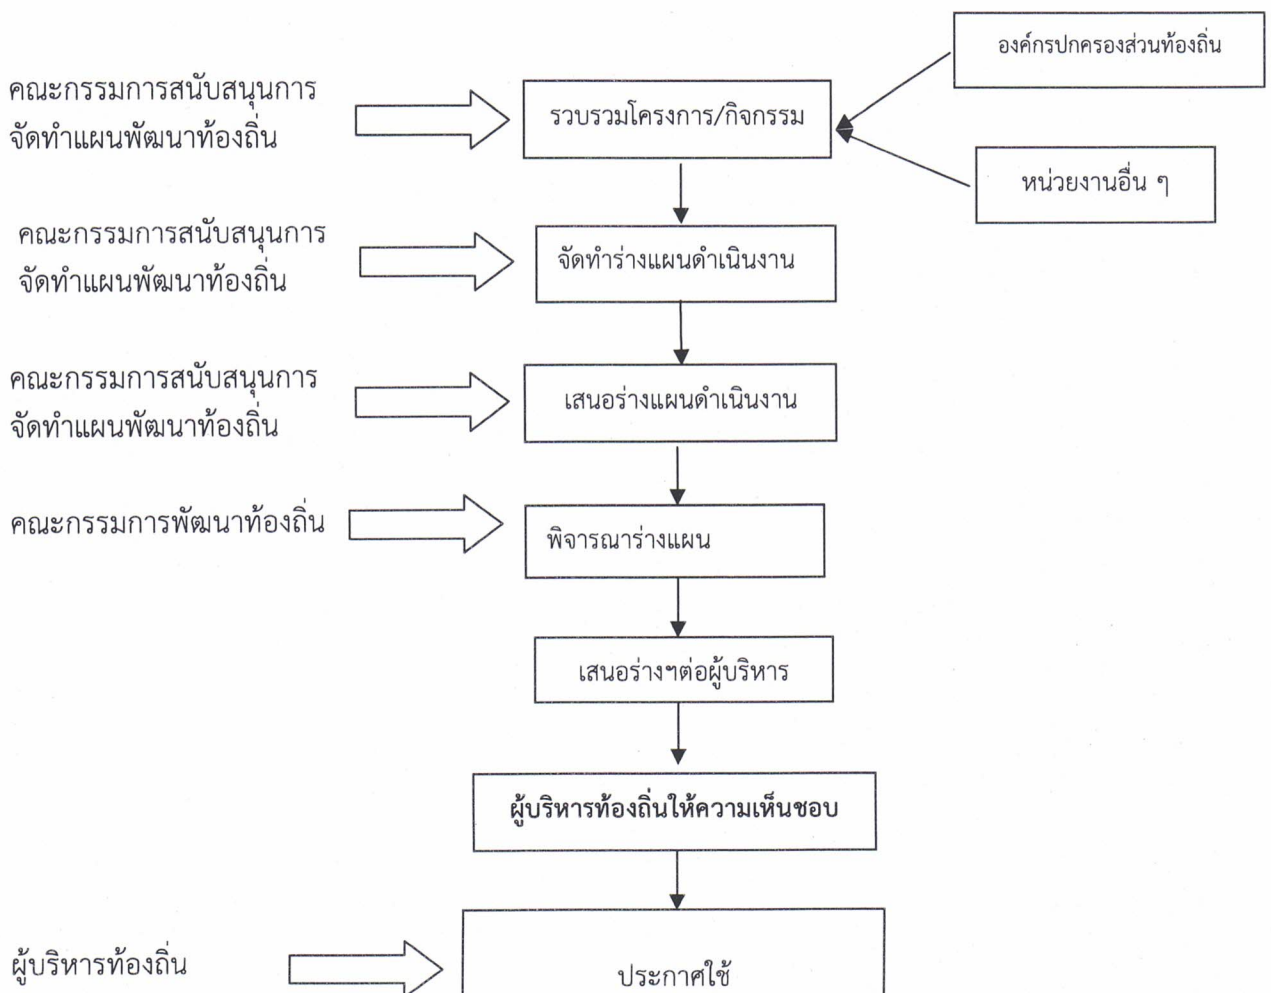 องค์กรปกครองส่วนท้องถิ่น
คณะกรรมการสนับสนุนการ
จัดทำแผนพัฒนาท้องถิ่น
รวบรวมโครงการ/กิจกรรม
หน่วยงานอื่น ๆ
คณะกรรมการสนับสนุนการ
จัดทำแผนพัฒนาท้องถิ่น
จัดทำร่างแผนดำเนินงาน
คณะกรรมการสนับสนุนการ
จัดทำแผนพัฒนาท้องถิ่น
เสนอร่างแผนดำเนินงาน
คณะกรรมการพัฒนาท้องถิ่น
พิจารณาร่างแผน
เสนอร่างฯต่อผู้บริหาร
ผู้บริหารท้องถิ่นให้ความเห็นชอบ
ผู้บริหารท้องถิ่น
ประกาศใช้